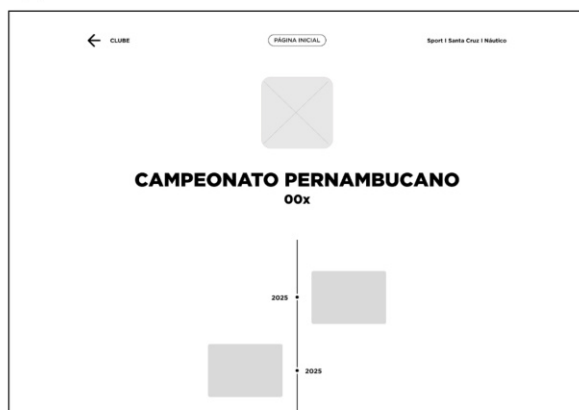 CLUBE
PÁGINA INICIAL
Sport I Santa Cruz I Náutico
CAMPEONATO PERNAMBUCANO
00x
2025
2025